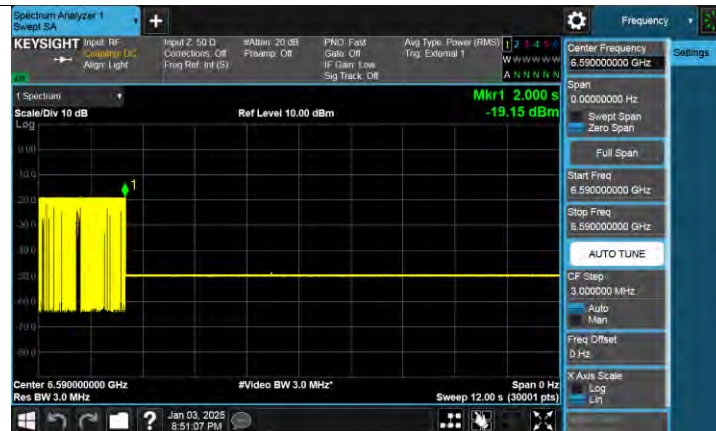 Spectrum Analyzer 1
Swept SA
+
Frequency
KEYSIGHT
Input: RF
Coupling: DC
Align: Light
Input Z: 50 Ω
Corrections: Off
Freq Ref: Int (S)
#Atten: 20 dB
Preamp: Off
PNO: Fast
Gate: Off
IF Gain: Low
Sig Track: Off
Avg Type: Power (RMS)
Trig: External 1
1 2 3 4 5 6
W W W W W W
A N N N N N
Center Frequency
6.590000000 GHz
Settings
Span
0.00000000 Hz
Swept Span
Zero Span
Full Span
Start Freq
6.590000000 GHz
Stop Freq
6.590000000 GHz
AUTO TUNE
CF Step
3.000000 MHz
Auto
Man
Freq Offset
0 Hz
X Axis Scale
Log
Lin
1 Spectrum
Scale/Div 10 dB
Ref Level 10.00 dBm
Mkr1 2.000 s
-19.15 dBm
Log
0.00
-10.0
-20.0
-30.0
-40.0
-50.0
-60.0
-70.0
-80.0
1
Center 6.590000000 GHz
Res BW 3.0 MHz
#Video BW 3.0 MHz*
Span 0 Hz
Sweep 12.00 s (30001 pts)
?
Jan 03, 2025
8:51:07 PM